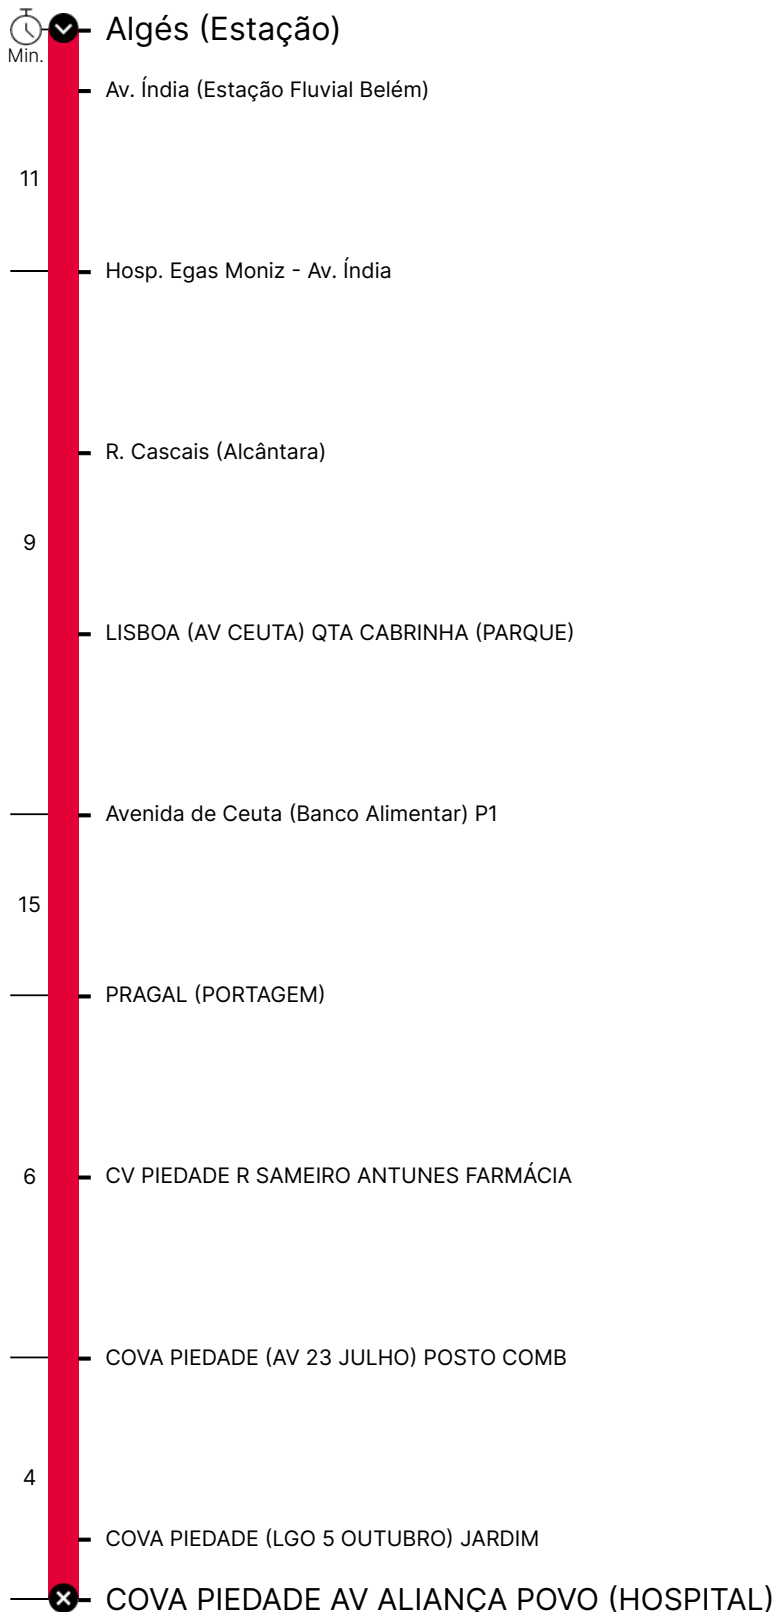 Algés (Estação)
Min.
Av. Índia (Estação Fluvial Belém)
11
Hosp. Egas Moniz - Av. Índia
R. Cascais (Alcântara)
9
LISBOA (AV CEUTA) QTA CABRINHA (PARQUE)
Avenida de Ceuta (Banco Alimentar) P1
15
PRAGAL (PORTAGEM)
6
CV PIEDADE R SAMEIRO ANTUNES FARMÁCIA
COVA PIEDADE (AV 23 JULHO) POSTO COMB
4
COVA PIEDADE (LGO 5 OUTUBRO) JARDIM
COVA PIEDADE AV ALIANÇA POVO (HOSPITAL)